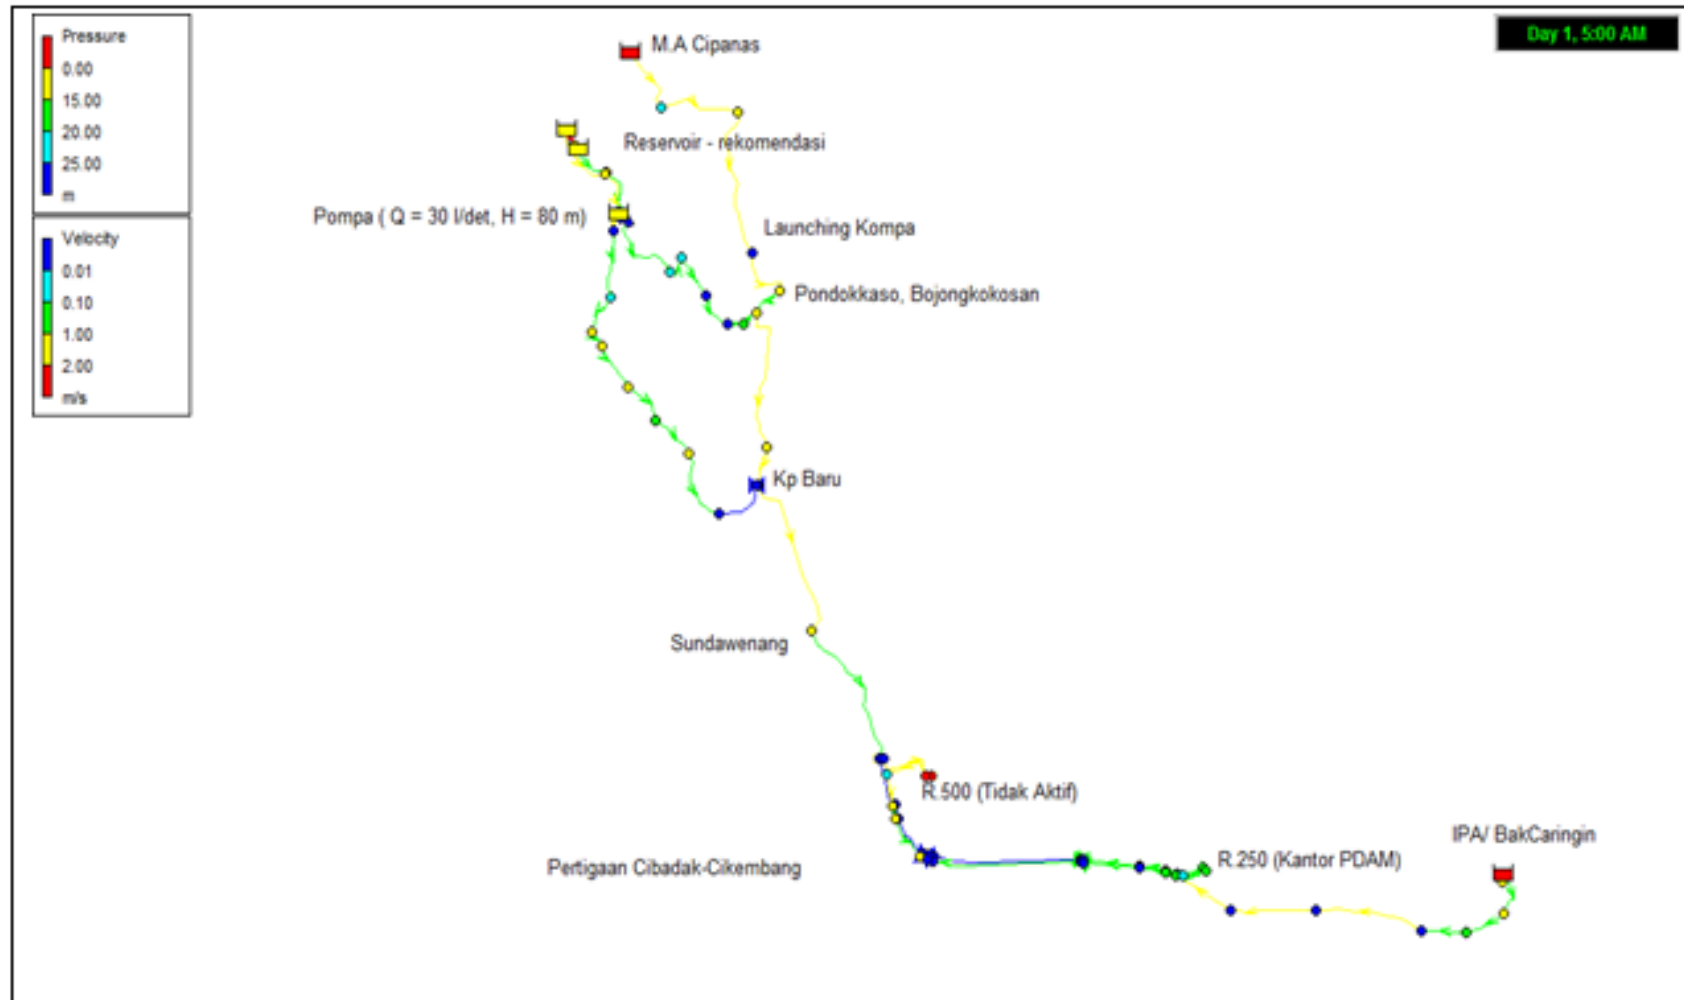 Pressure
0.00
15.00
20.00
25.00
m
Velocity
0.01
0.10
1.00
2.00
m/s
Day 1, 5:00 AM
M.A Cipanas
Reservoir - rekomendasi
Pompa ( Q = 30 l/det, H = 80 m)
Launching Kompa
Pondokkaso, Bojongkokosan
Kp Baru
Sundawenang
R.500 (Tidak Aktif)
IPA/ BakCaringin
Pertigaan Cibadak-Cikembang
R.250 (Kantor PDAM)